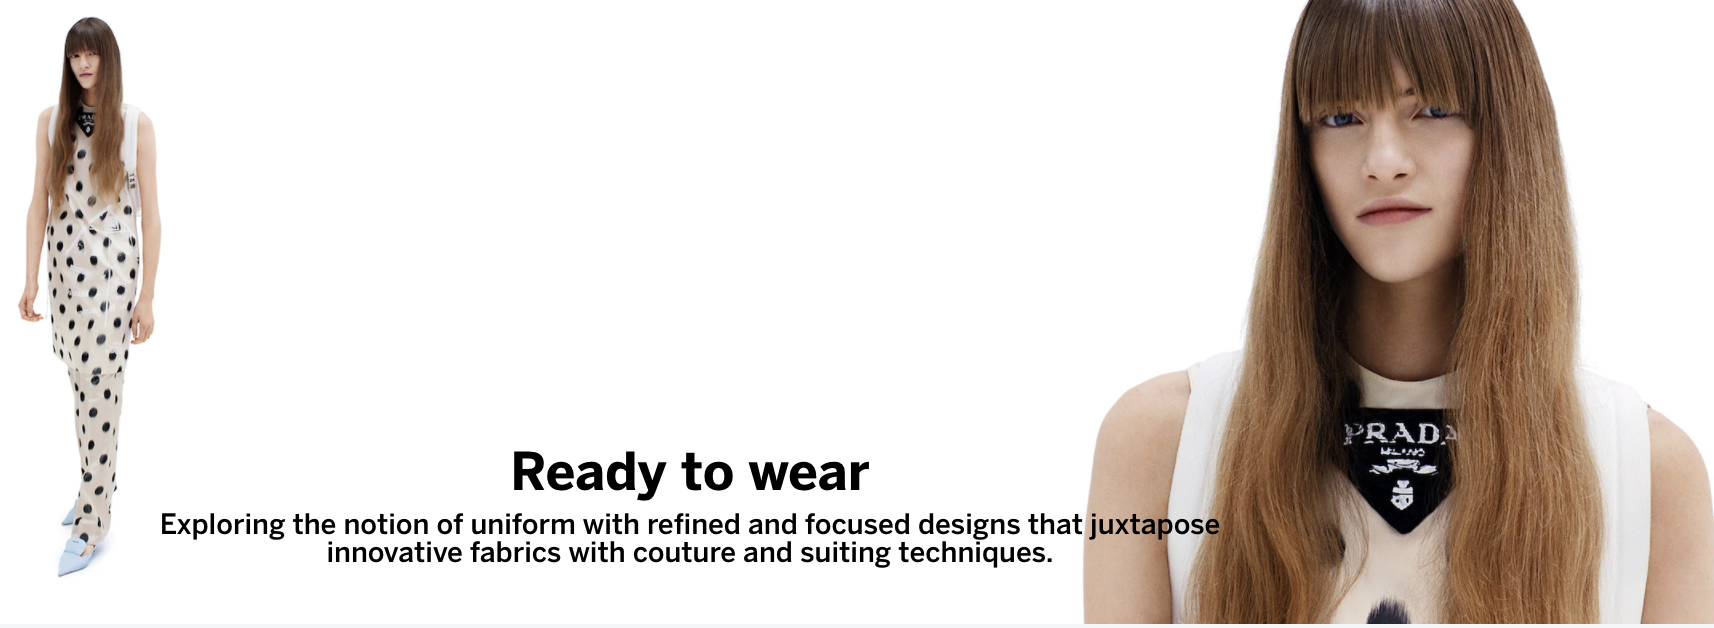 PRADA
MILANO
Ready to wear
Exploring the notion of uniform with refined and focused designs that juxtapose
innovative fabrics with couture and suiting techniques.